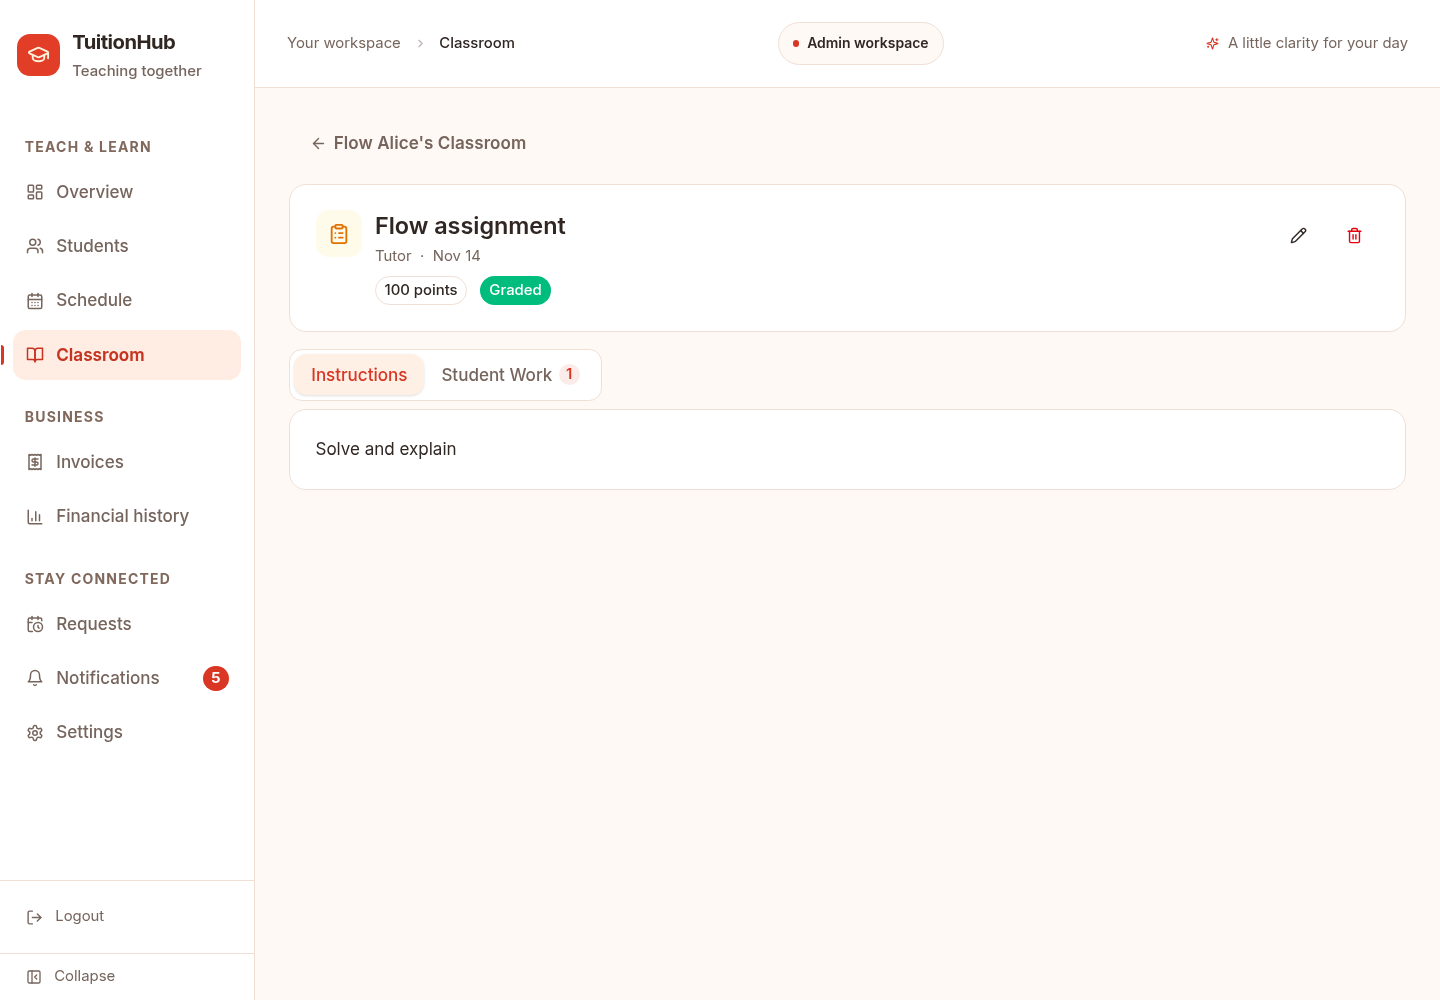 TuitionHub
Teaching together
TEACH & LEARN
Overview
Students
Schedule
Classroom
BUSINESS
Invoices
Financial history
STAY CONNECTED
Requests
Notifications 5
Settings
Logout
Collapse
Your workspace › Classroom
Admin workspace
A little clarity for your day
Flow Alice's Classroom
Flow assignment
Tutor · Nov 14
100 points Graded
Instructions Student Work 1
Solve and explain